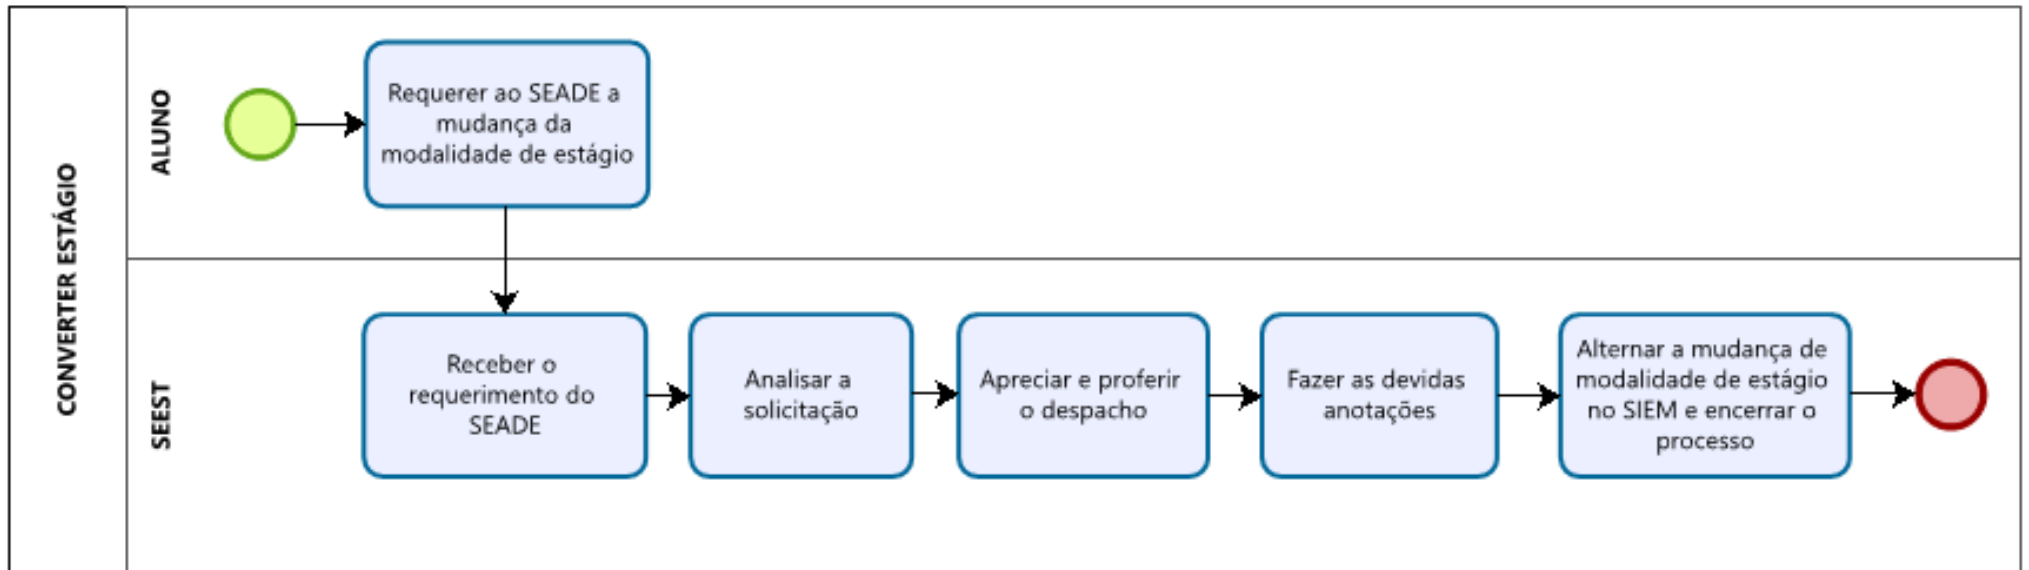 CONVERTER ESTÁGIO
ALUNO
Requerer ao SEADE a
mudança da
modalidade de estágio
SEEST
Receber o
requerimento do
SEADE
Analisar a
solicitação
Apreciar e proferir
o despacho
Fazer as devidas
anotações
Alternar a mudança de
modalidade de estágio
no SIEM e encerrar o
processo